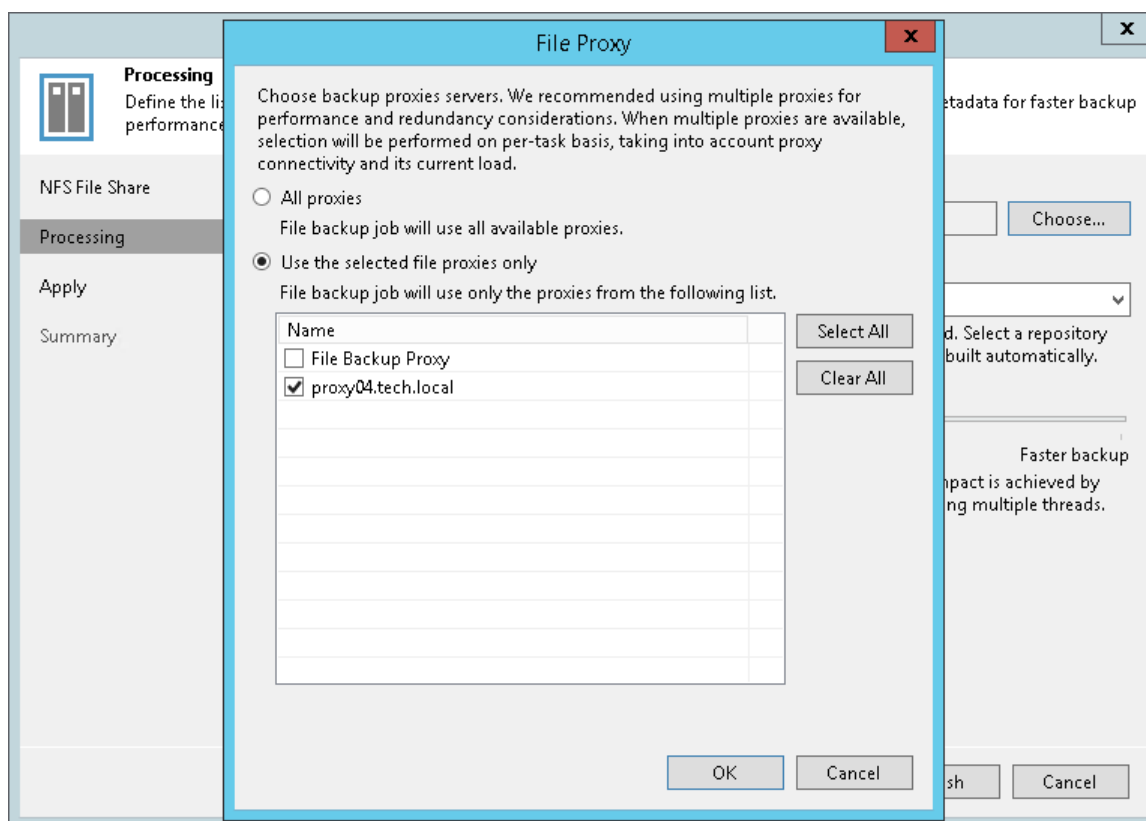 x
File Proxy
x
Processing
Define the
performance
etadata for faster backup
NFS File Share
Processing
Apply
Summary
Choose backup proxies servers. We recommended using multiple proxies for
performance and redundancy considerations. When multiple proxies are available,
selection will be performed on per-task basis, taking into account proxy
connectivity and its current load.
All proxies
File backup job will use all available proxies.
Use the selected file proxies only
File backup job will use only the proxies from the following list.
Name
File Backup Proxy
proxy04.tech.local
Select All
Clear All
OK
Cancel
Choose...
d. Select a repository
built automatically.
Faster backup
mpact is achieved by
ng multiple threads.
sh
Cancel